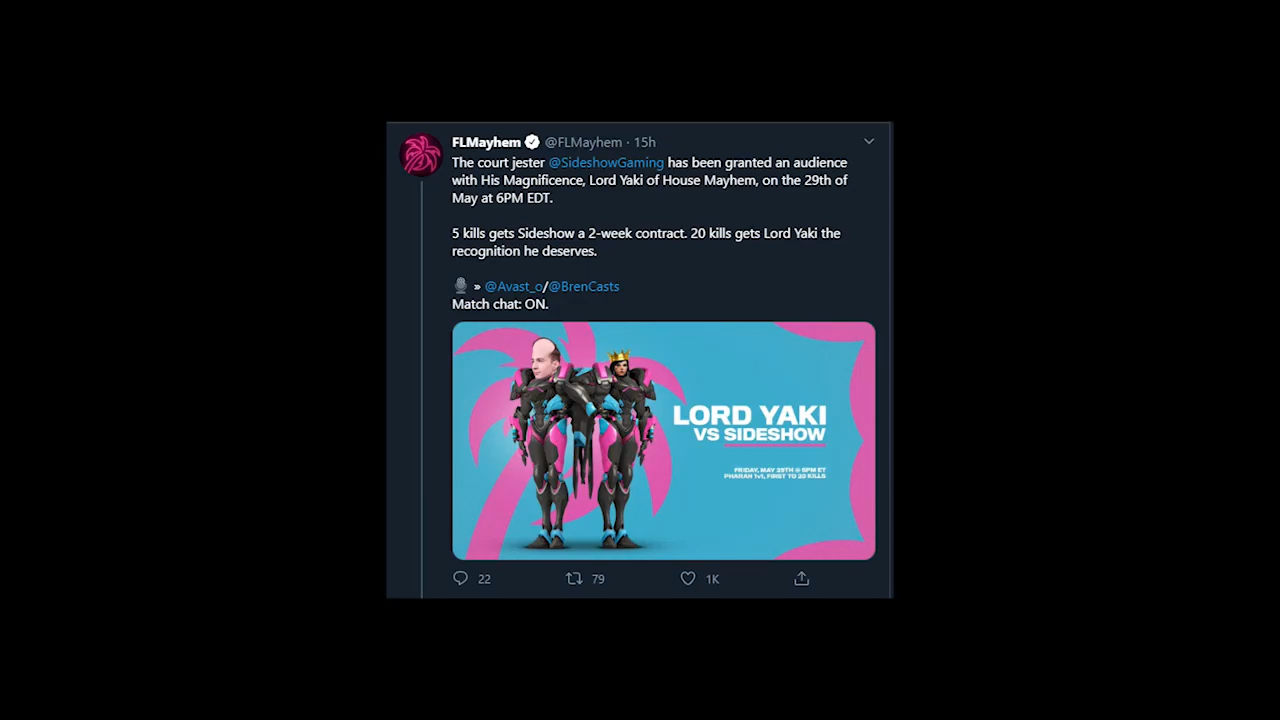 FLMayhem @FLMayhem · 15h
The court jester @SideshowGaming has been granted an audience
with His Magnificence, Lord Yaki of House Mayhem, on the 29th of
May at 6PM EDT.
5 kills gets Sideshow a 2-week contract. 20 kills gets Lord Yaki the
recognition he deserves.
» @Avast_o/@BrenCasts
Match chat: ON.
LORD YAKI
VS SIDESHOW
FRIDAY, MAY 29TH @ 6PM ET
PHARAH 1v1, FIRST TO 20 KILLS
22 79 1K